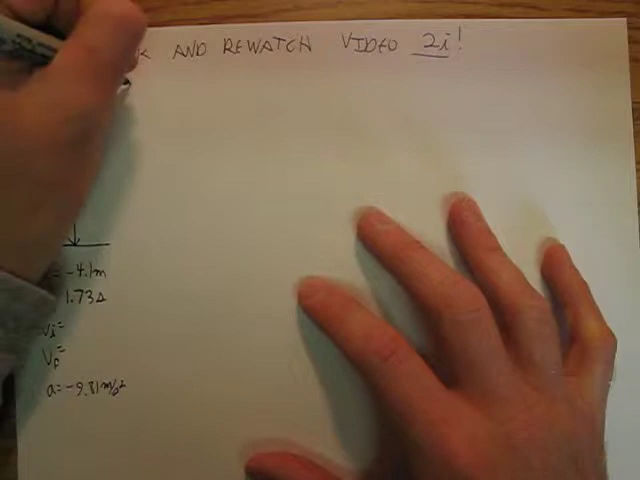 AND REWATCH VIDEO 2i!
= -4.1m
1.73s
Vi=
VF=
a= -9.81m/s²